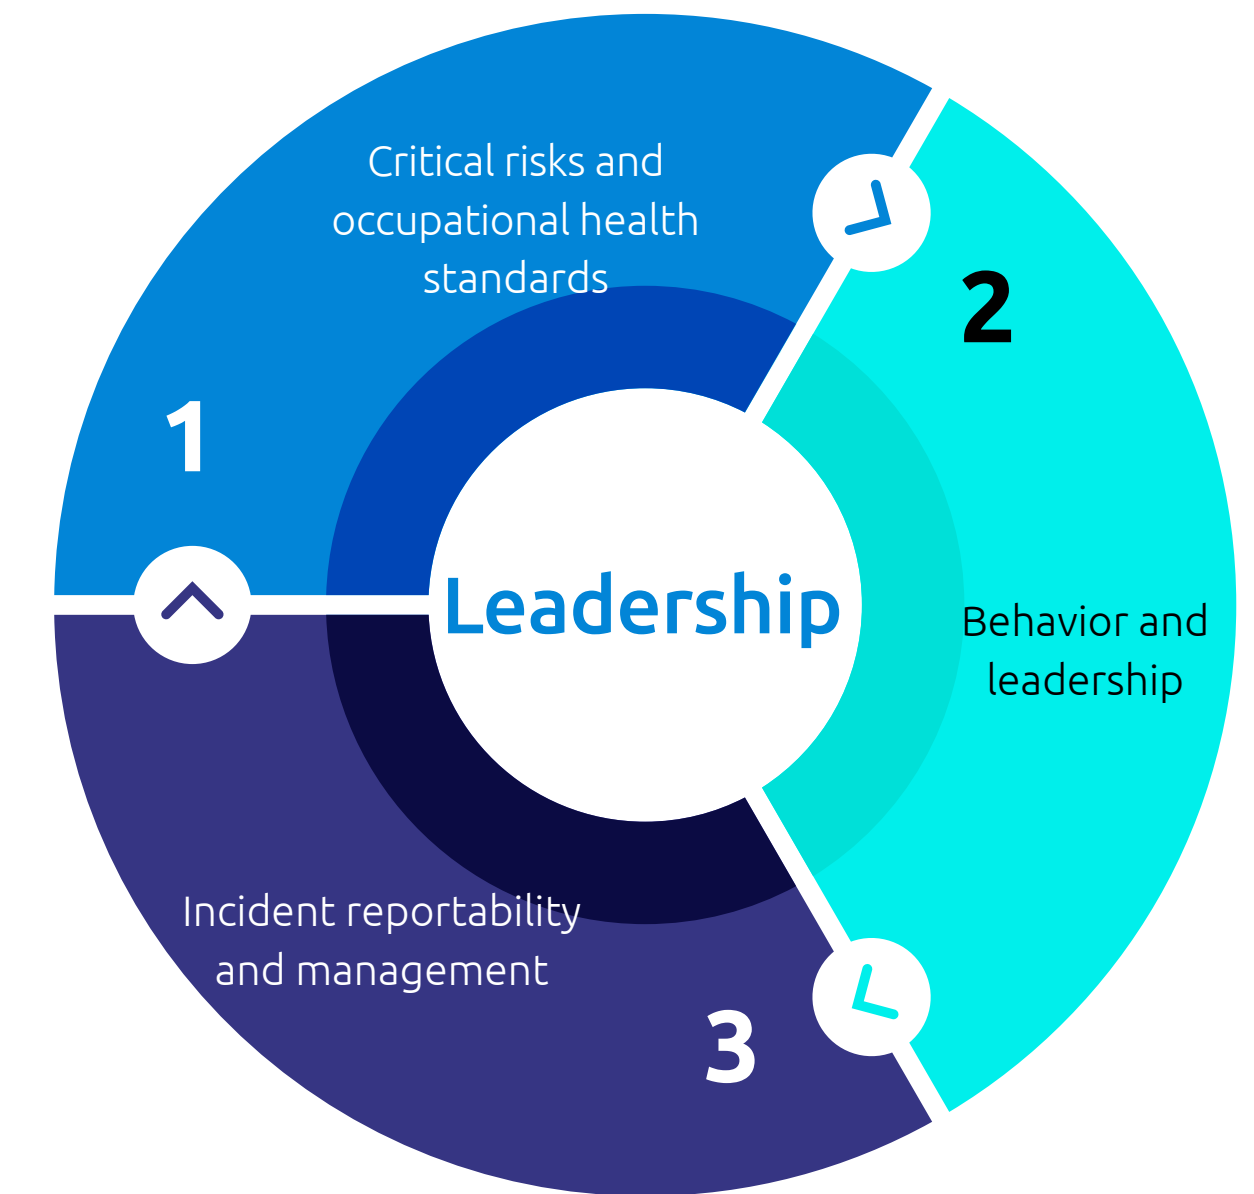 Critical risks and
occupational health
standards
1
2
Leadership
Behavior and
leadership
Incident reportability
and management
3